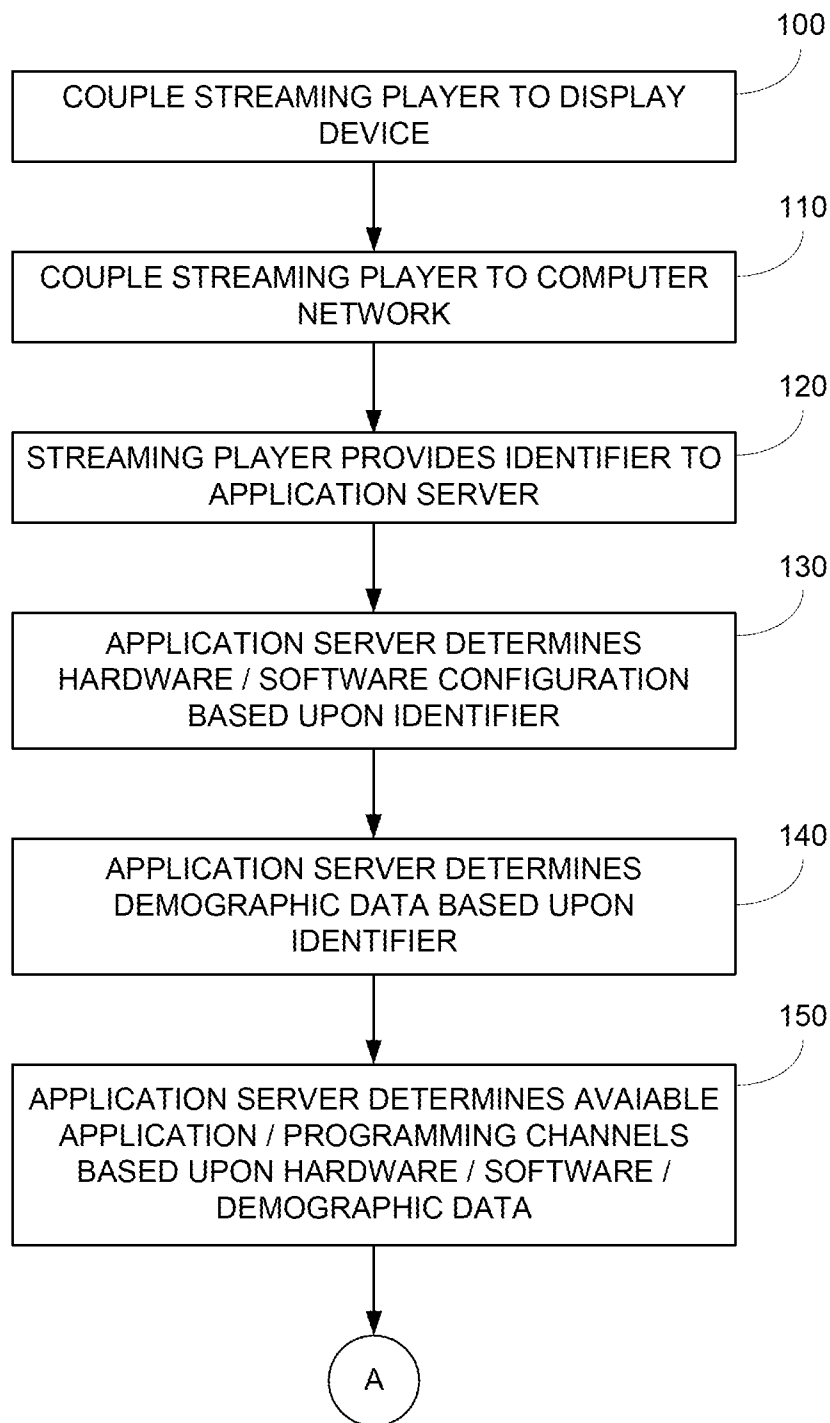 100
COUPLE STREAMING PLAYER TO DISPLAY
DEVICE
110
COUPLE STREAMING PLAYER TO COMPUTER
NETWORK
120
STREAMING PLAYER PROVIDES IDENTIFIER TO
APPLICATION SERVER
130
APPLICATION SERVER DETERMINES
HARDWARE / SOFTWARE CONFIGURATION
BASED UPON IDENTIFIER
140
APPLICATION SERVER DETERMINES
DEMOGRAPHIC DATA BASED UPON
IDENTIFIER
150
APPLICATION SERVER DETERMINES AVAIABLE
APPLICATION / PROGRAMMING CHANNELS
BASED UPON HARDWARE / SOFTWARE /
DEMOGRAPHIC DATA
A